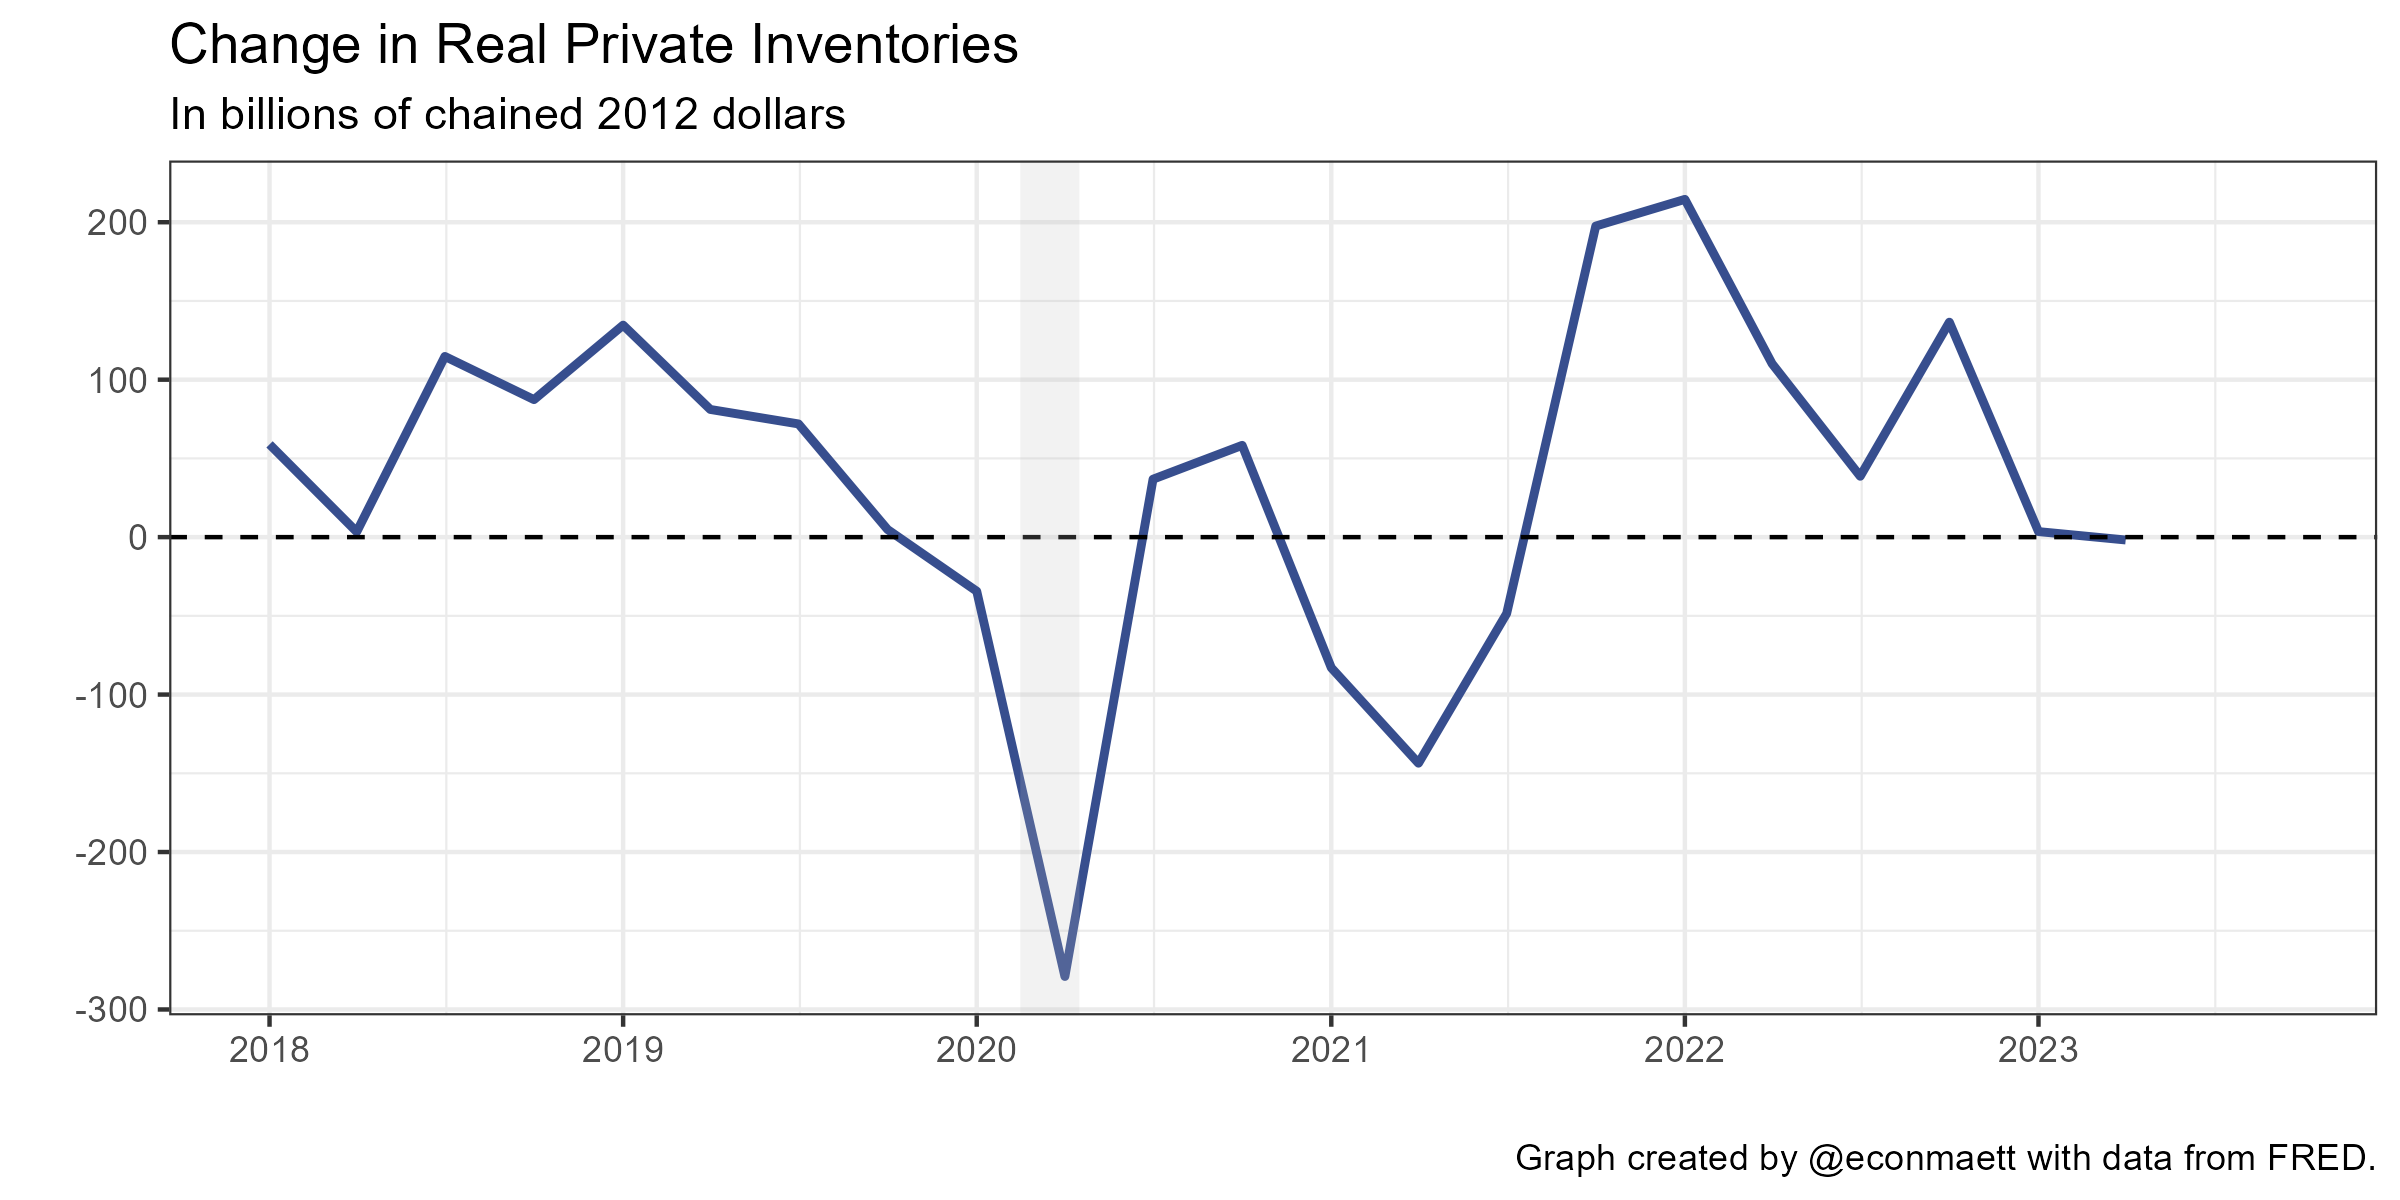 Change in Real Private Inventories
In billions of chained 2012 dollars
200
100
0
-100
-200
-300
2018 2019 2020 2021 2022 2023
Graph created by @econmaett with data from FRED.